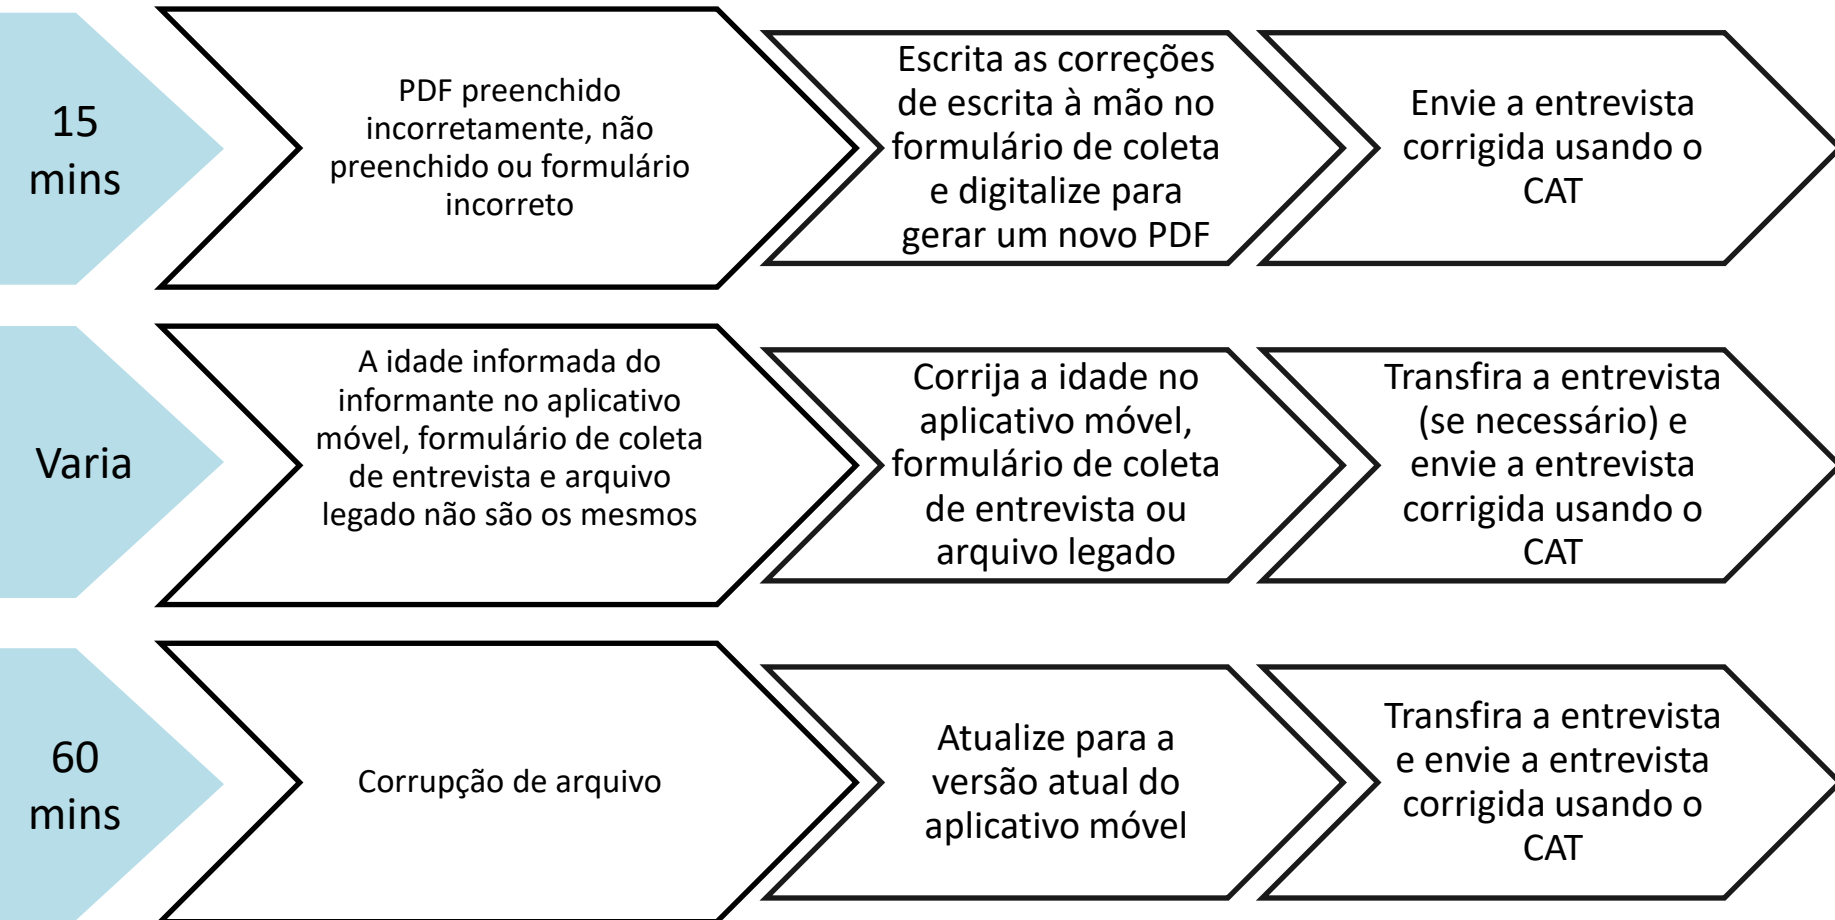 15
mins
PDF preenchido
incorretamente, não
preenchido ou formulário
incorreto
Escrita as correções
de escrita à mão no
formulário de coleta
e digitalize para
gerar um novo PDF
Envie a entrevista
corrigida usando o
CAT
Varia
A idade informada do
informante no aplicativo
móvel, formulário de coleta
de entrevista e arquivo
legado não são os mesmos
Corrija a idade no
aplicativo móvel,
formulário de coleta
de entrevista ou
arquivo legado
Transfira a entrevista
(se necessário) e
envie a entrevista
corrigida usando o
CAT
60
mins
Corrupção de arquivo
Atualize para a
versão atual do
aplicativo móvel
Transfira a entrevista
e envie a entrevista
corrigida usando o
CAT